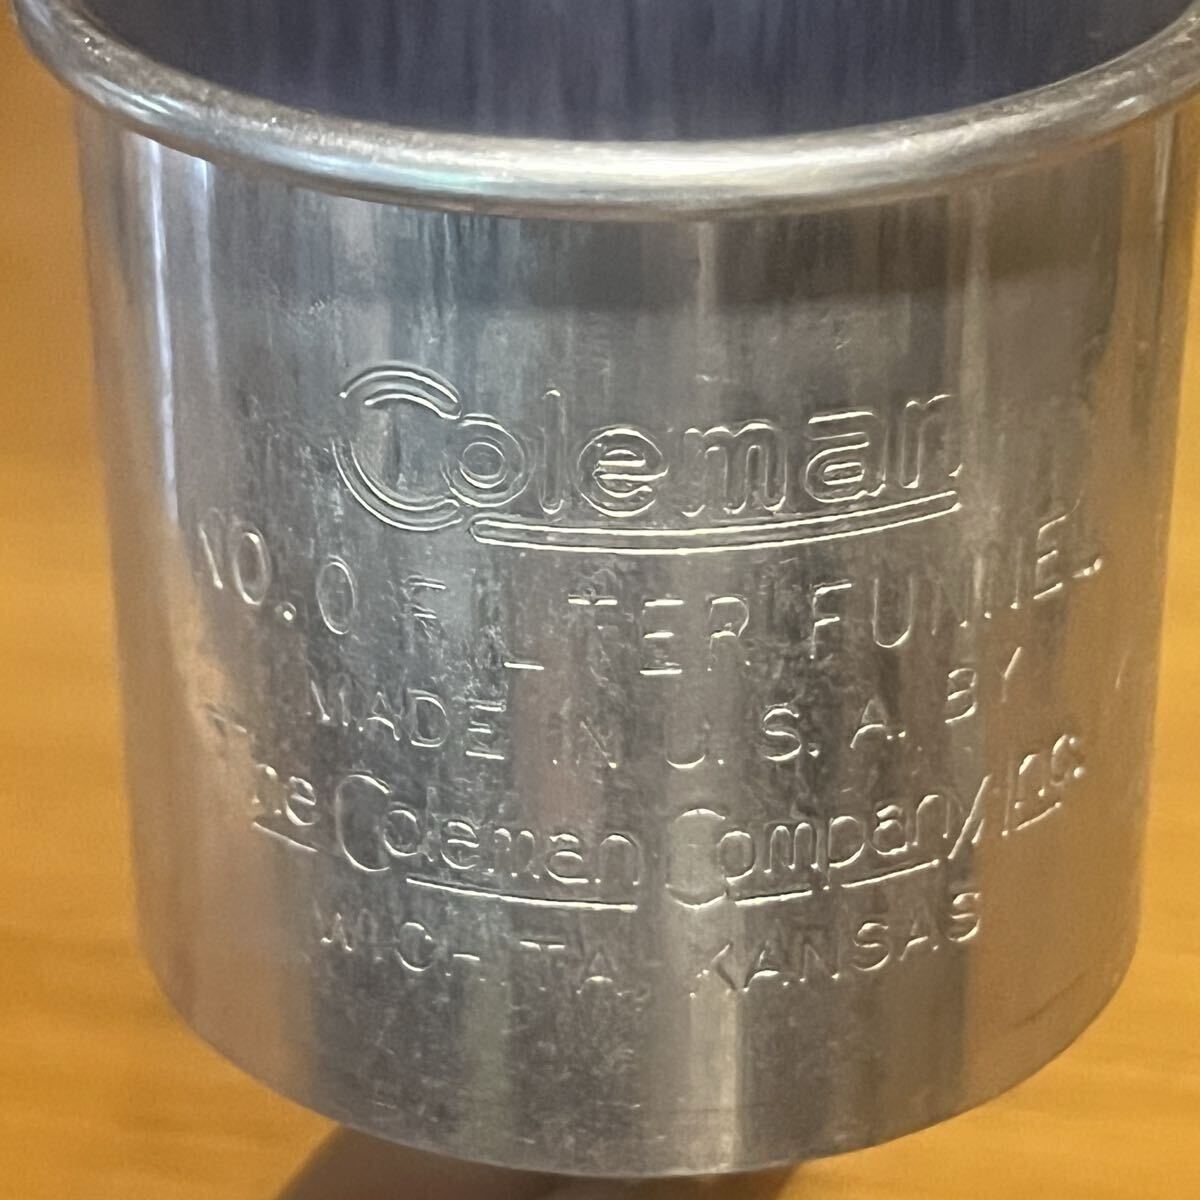 Coleman
NO. 0 FILTER FUNNEL
MADE IN U. S. A. BY
The Coleman Company, Inc.
WICHITA, KANSAS